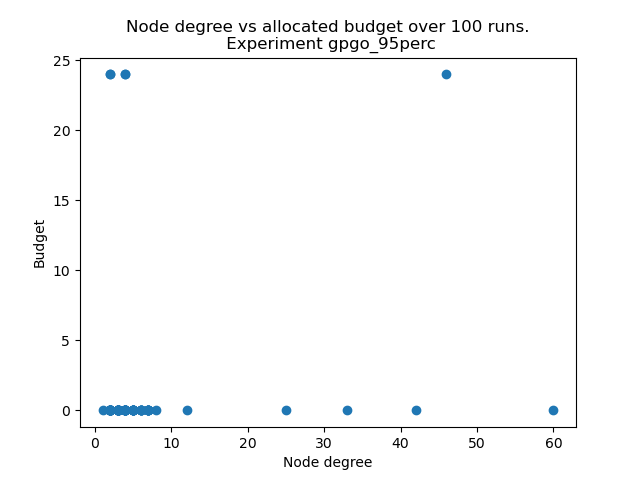 Node degree vs allocated budget over 100 runs.
Experiment gpgo_95perc
25
20
15
10
5
0
Budget
0 10 20 30 40 50 60
Node degree